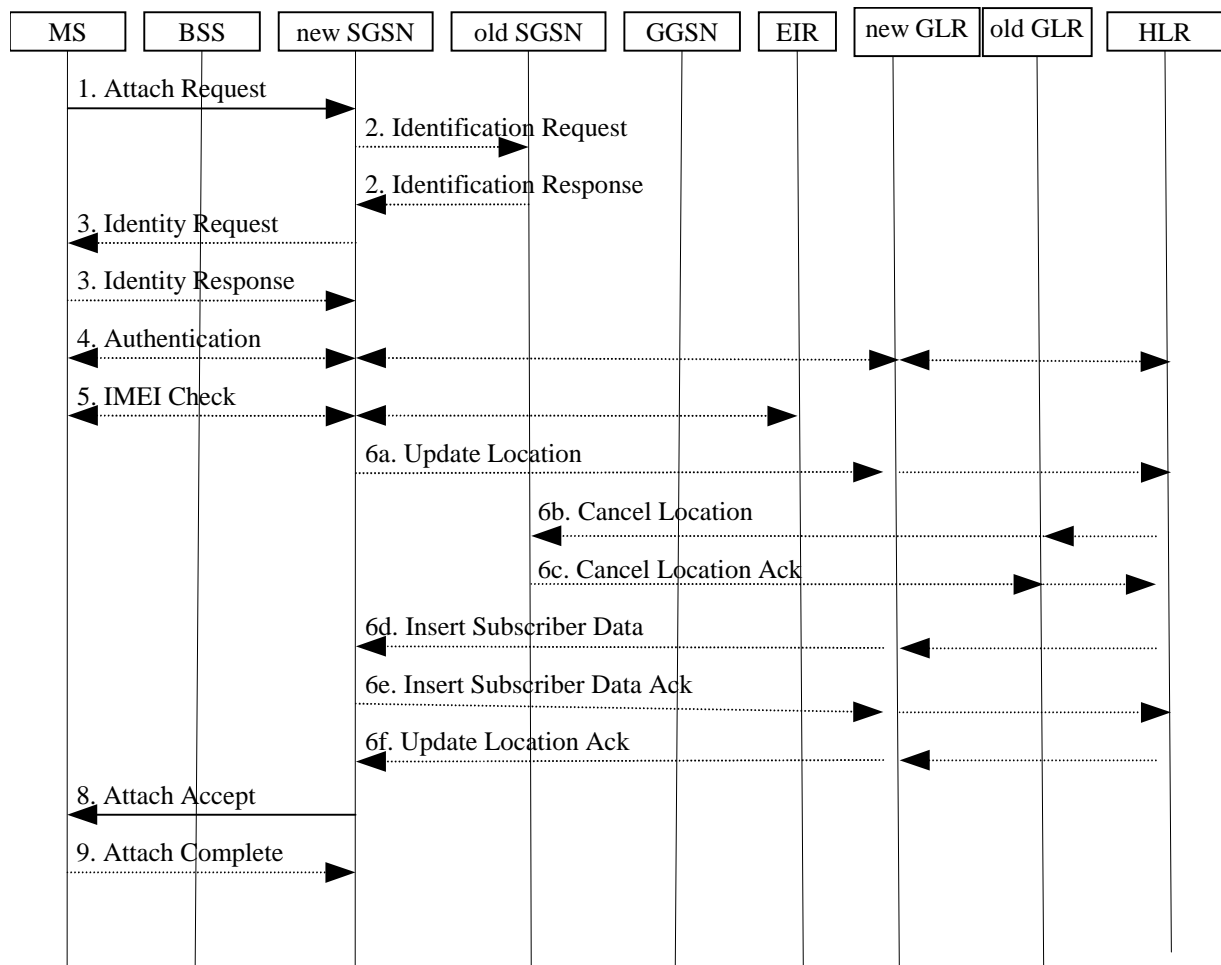 MS
BSS
new SGSN
old SGSN
GGSN
EIR
new GLR
old GLR
HLR
1. Attach Request
2. Identification Request
2. Identification Response
3. Identity Request
3. Identity Response
4. Authentication
5. IMEI Check
6a. Update Location
6b. Cancel Location
6c. Cancel Location Ack
6d. Insert Subscriber Data
6e. Insert Subscriber Data Ack
6f. Update Location Ack
8. Attach Accept
9. Attach Complete